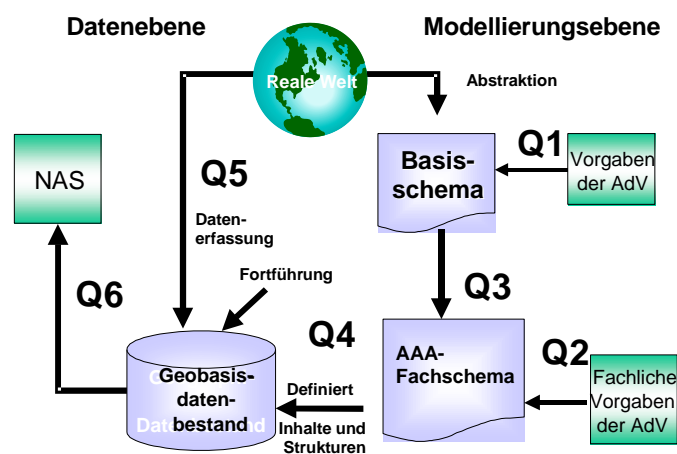 Datenebene
Modellierungsebene
Reale Welt
Abstraktion
Q1
Basis-
schema
Vorgaben
der AdV
NAS
Q5
Daten-
erfassung
Fortführung
Q6
Q3
Q4
AAA-
Fachschema
Q2
Fachliche
Vorgaben
der AdV
Geobasis-
daten-
bestand
Definiert
Inhalte und
Strukturen